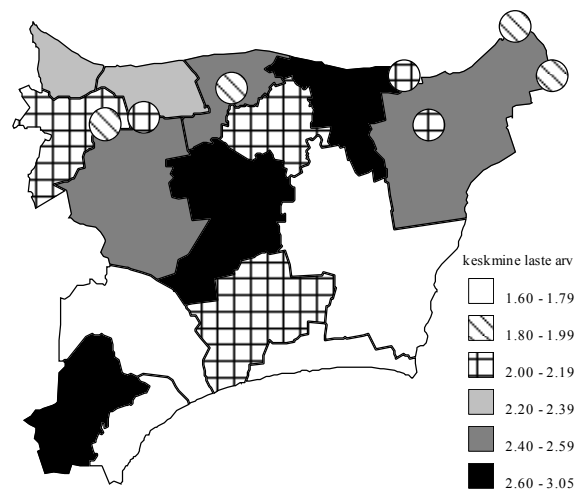 keskmine laste arv
1.60 - 1.79
1.80 - 1.99
2.00 - 2.19
2.20 - 2.39
2.40 - 2.59
2.60 - 3.05